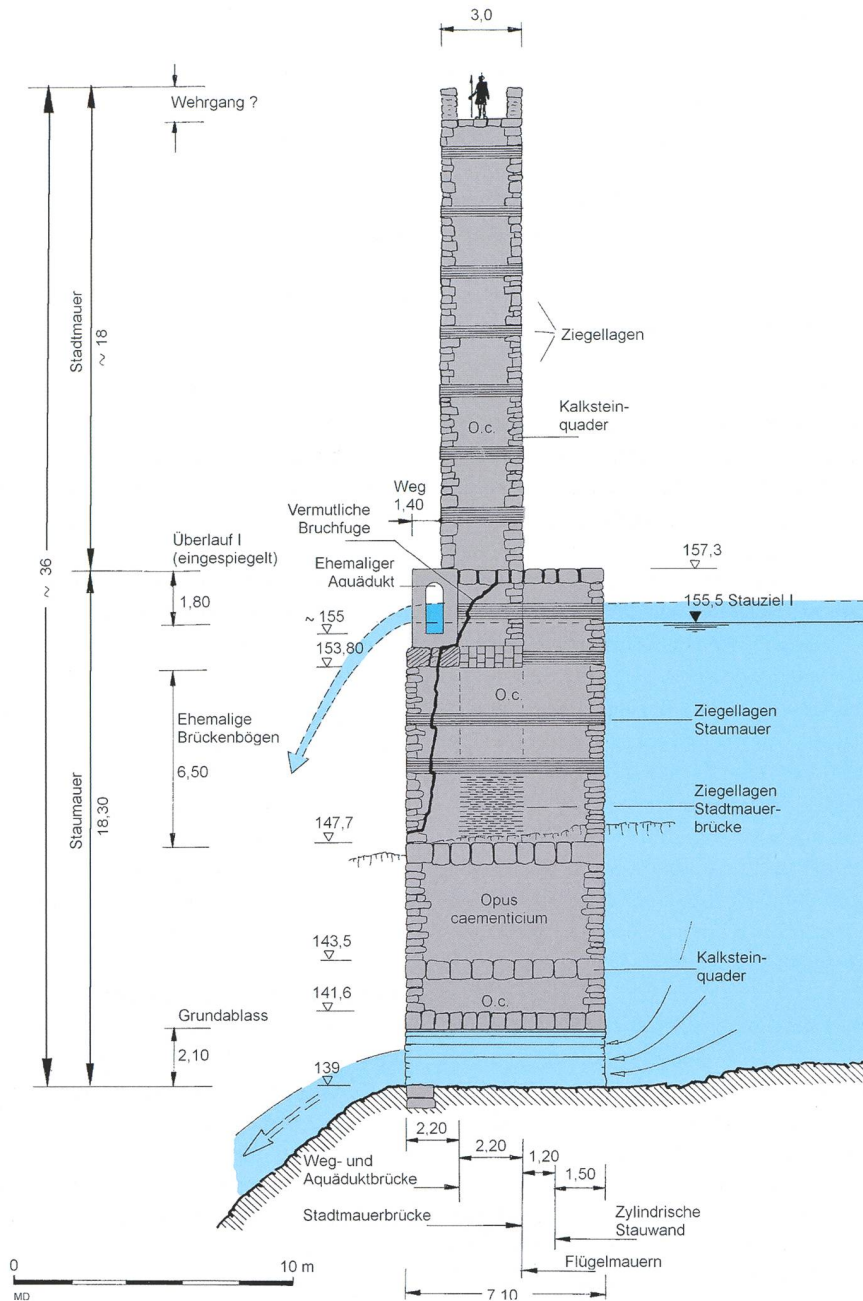 3,0
Wehrgang ?
Stadtmauer
~ 18
~ 36
Ziegellagen
Kalkstein-
quader
O.c.
Weg
1,40
Vermutliche
Bruchfuge
Überlauf I
(eingespiegelt)
Ehemaliger
Aquädukt
157,3
1,80
155,5 Stauziel I
~ 155
153,80
O.c.
Ehemalige
Brückenbögen
6,50
Ziegellagen
Staumauer
Staumauer
18,30
Ziegellagen
Stadtmauer-
brücke
147,7
Opus
caementicium
143,5
Kalkstein-
quader
141,6
O.c.
Grundablass
2,10
139
2,20
2,20
1,20
1,50
Weg- und
Aquäduktbrücke
Stadtmauerbrücke
Zylindrische
Stauwand
Flügelmauern
0
10 m
MD
7,10